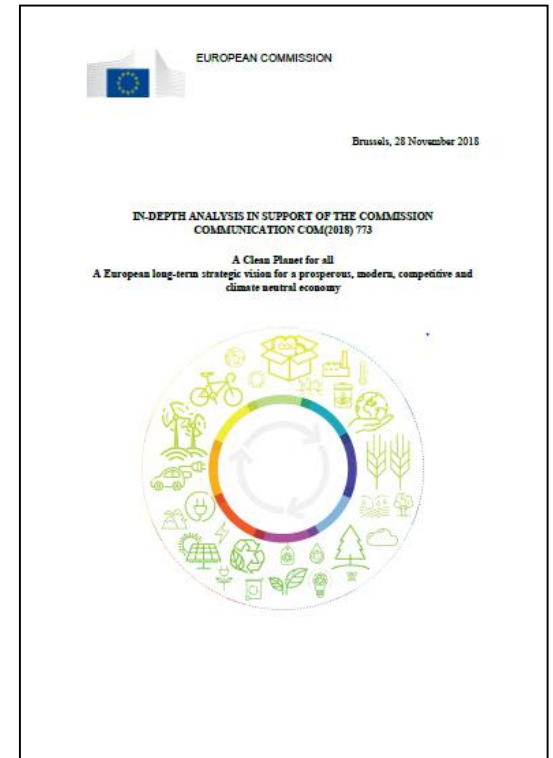 EUROPEAN COMMISSION
Brussels, 28 November 2018
IN-DEPTH ANALYSIS IN SUPPORT OF THE COMMISSION
COMMUNICATION COM(2018) 773
A Clean Planet for all
A European long-term strategic vision for a prosperous, modern, competitive and
climate neutral economy